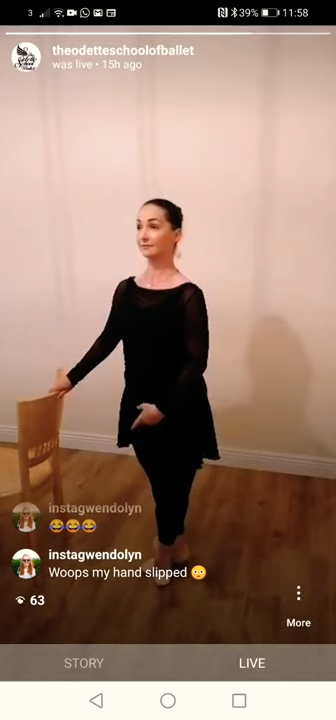 3 39% 11:58
theodetteschoolofballet
was live • 15h ago
instagwendolyn
😂😂😂
instagwendolyn
Woops my hand slipped 😳
63
More
STORY LIVE